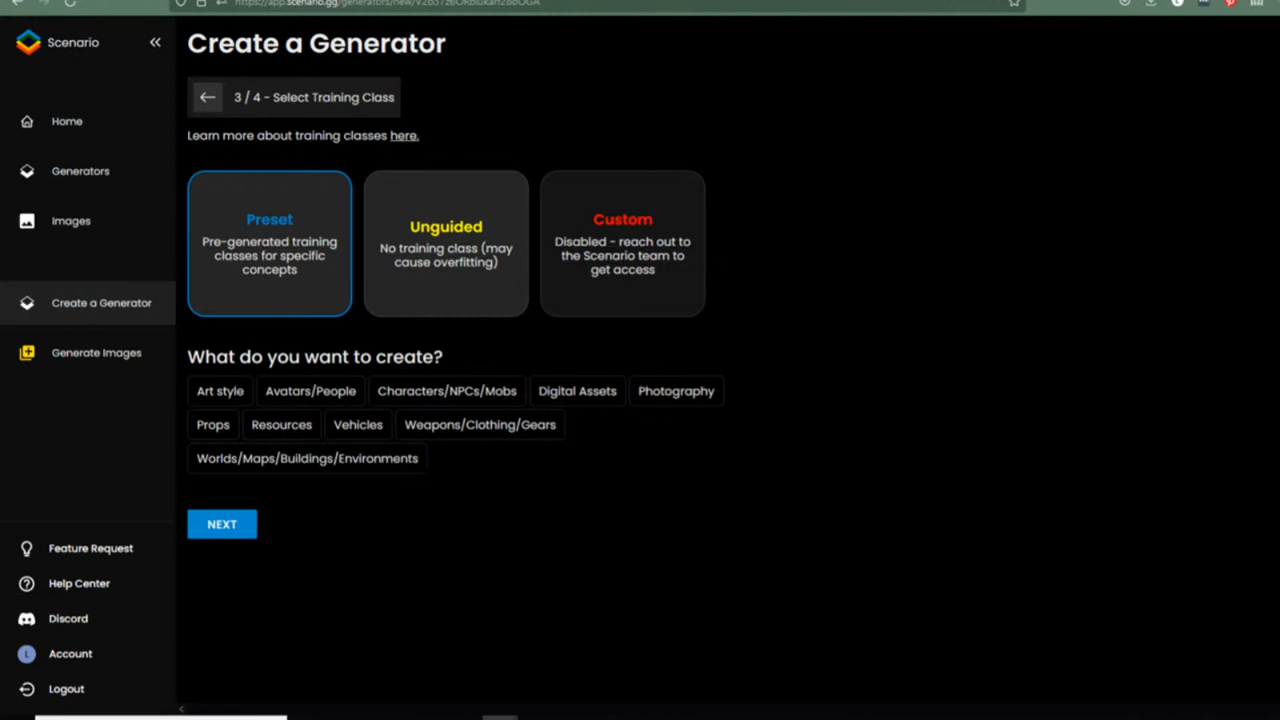 Scenario
Home
Generators
Images
Create a Generator
Generate Images
Feature Request
Help Center
Discord
L
Account
Logout
Create a Generator
3 / 4 - Select Training Class
Learn more about training classes here.
Preset
Pre-generated training
classes for specific
concepts
Unguided
No training class (may
cause overfitting)
Custom
Disabled - reach out to
the Scenario team to
get access
What do you want to create?
Art style Avatars/People Characters/NPCs/Mobs Digital Assets Photography
Props Resources Vehicles Weapons/Clothing/Gears
Worlds/Maps/Buildings/Environments
NEXT